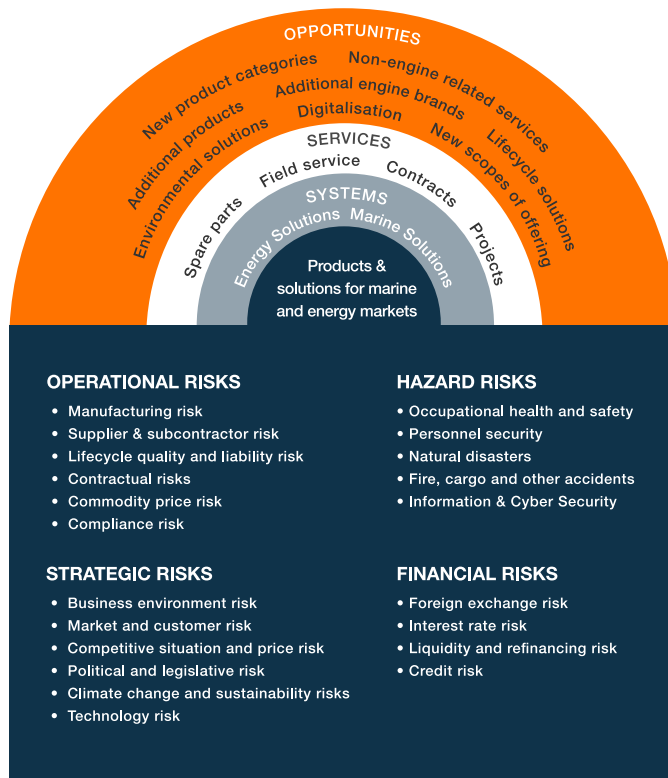 OPPORTUNITIES
New product categories
Non-engine related services
Additional products
Additional engine brands
Lifecycle solutions
Environmental solutions
Digitalisation
New scopes of offering
SERVICES
Spare parts
Field service
Contracts
Projects
SYSTEMS
Energy Solutions
Marine Solutions
Products &
solutions for marine
and energy markets
OPERATIONAL RISKS
• Manufacturing risk
• Supplier & subcontractor risk
• Lifecycle quality and liability risk
• Contractual risks
• Commodity price risk
• Compliance risk
HAZARD RISKS
• Occupational health and safety
• Personnel security
• Natural disasters
• Fire, cargo and other accidents
• Information & Cyber Security
STRATEGIC RISKS
• Business environment risk
• Market and customer risk
• Competitive situation and price risk
• Political and legislative risk
• Climate change and sustainability risks
• Technology risk
FINANCIAL RISKS
• Foreign exchange risk
• Interest rate risk
• Liquidity and refinancing risk
• Credit risk